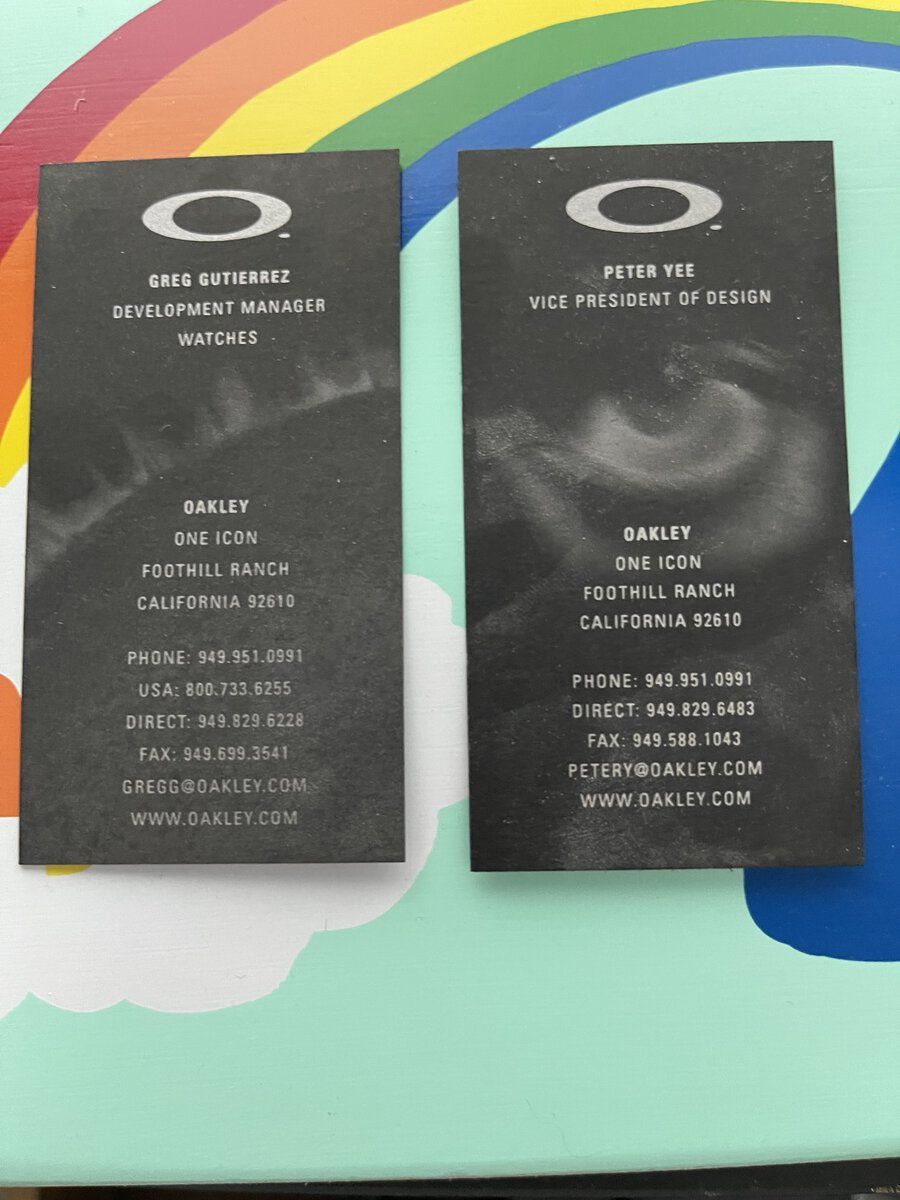 GREG GUTIERREZ
DEVELOPMENT MANAGER
WATCHES
OAKLEY
ONE ICON
FOOTHILL RANCH
CALIFORNIA 92610
PHONE: 949.951.0991
USA: 800.733.6255
DIRECT: 949.829.6228
FAX: 949.699.3541
GREGG@OAKLEY.COM
WWW.OAKLEY.COM
PETER YEE
VICE PRESIDENT OF DESIGN
OAKLEY
ONE ICON
FOOTHILL RANCH
CALIFORNIA 92610
PHONE: 949.951.0991
DIRECT: 949.829.6483
FAX: 949.588.1043
PETERY@OAKLEY.COM
WWW.OAKLEY.COM